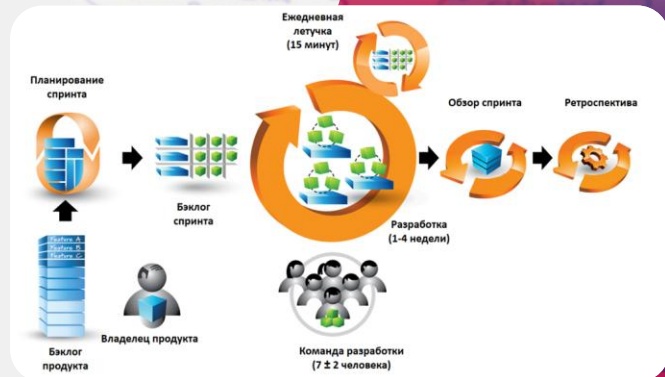 Ежедневная
летучка
(15 минут)
Планирование
спринта
Обзор спринта
Ретроспектива
Бэклог
спринта
Разработка
(1-4 недели)
Feature A
Feature B
Feature C
Владелец продукта
Бэклог
продукта
Команда разработки
(7 ± 2 человека)